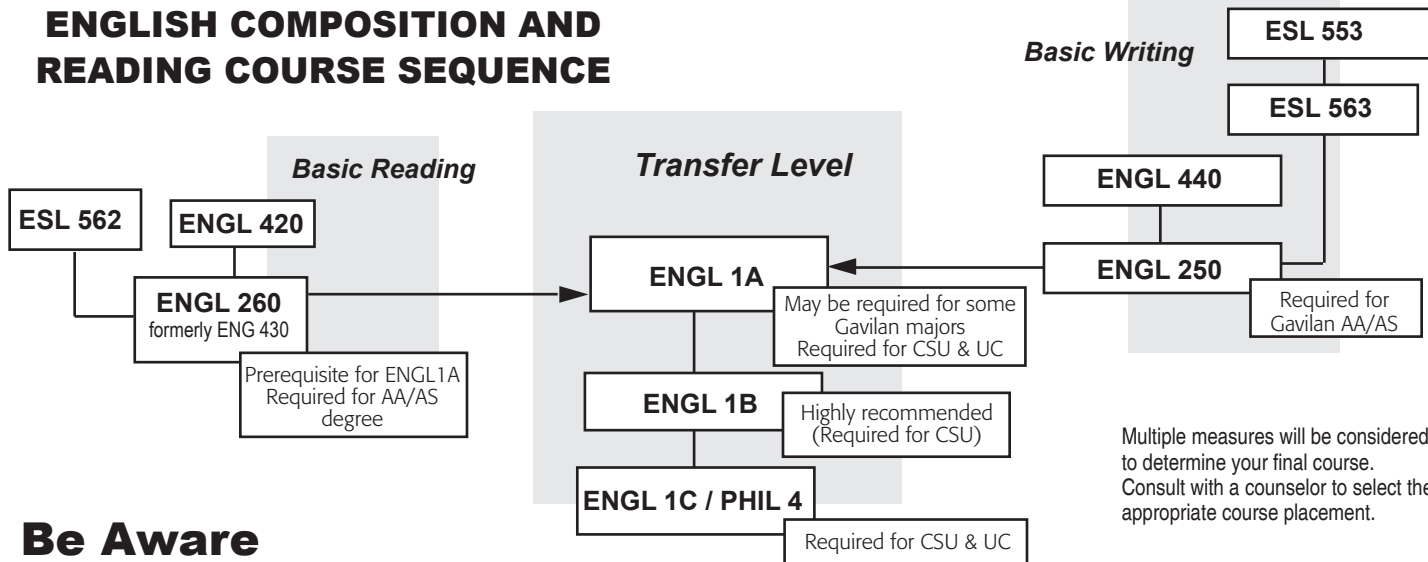 ENGLISH COMPOSITION AND
READING COURSE SEQUENCE
Basic Reading
ESL 562
ENGL 420
ENGL 260
formerly ENG 430
Prerequisite for ENGL1A
Required for AA/AS
degree
Transfer Level
ENGL 1A
May be required for some
Gavilan majors
Required for CSU & UC
ENGL 1B
Highly recommended
(Required for CSU)
ENGL 1C / PHIL 4
Required for CSU & UC
Basic Writing
ESL 553
ESL 563
ENGL 440
ENGL 250
Required for
Gavilan AA/AS
Multiple measures will be considered
to determine your final course.
Consult with a counselor to select the
appropriate course placement.
Be Aware